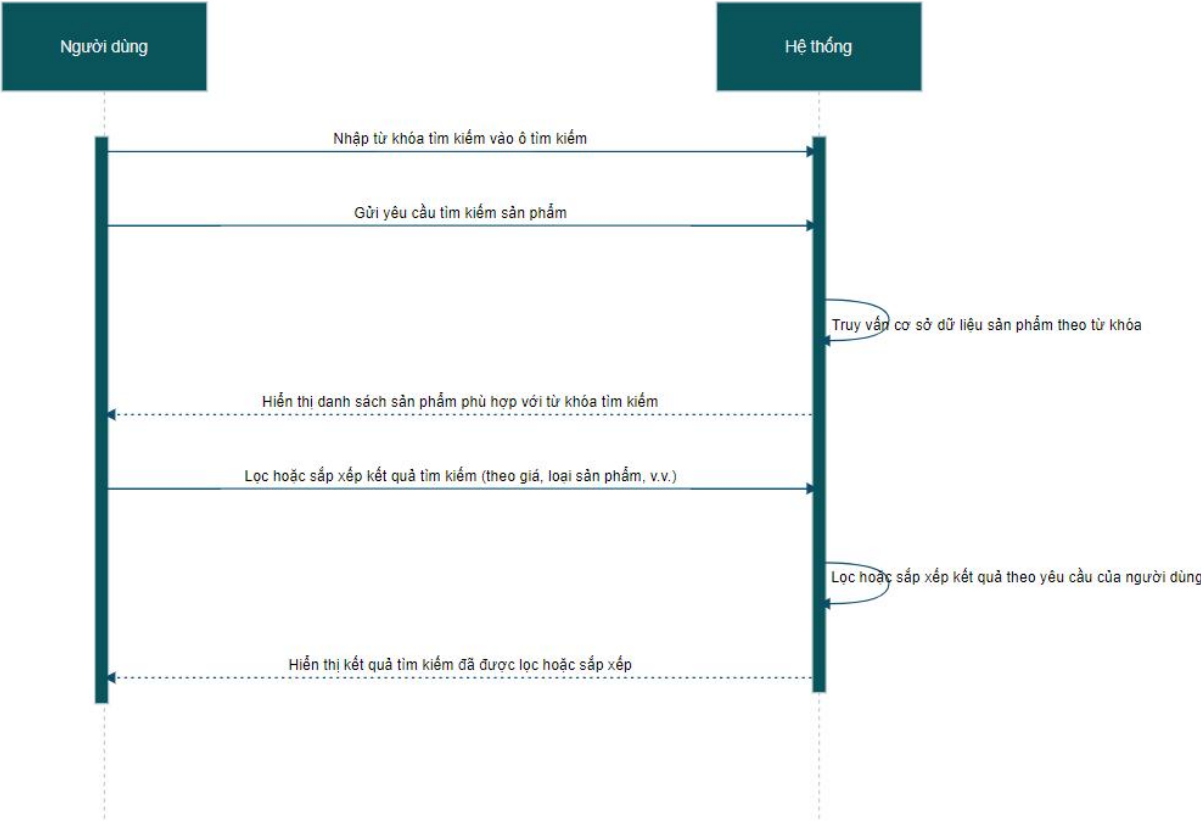 Người dùng
Hệ thống
Nhập từ khóa tìm kiếm vào ô tìm kiếm
Gửi yêu cầu tìm kiếm sản phẩm
Truy vấn cơ sở dữ liệu sản phẩm theo từ khóa
Hiển thị danh sách sản phẩm phù hợp với từ khóa tìm kiếm
Lọc hoặc sắp xếp kết quả tìm kiếm (theo giá, loại sản phẩm, v.v.)
Lọc hoặc sắp xếp kết quả theo yêu cầu của người dùng
Hiển thị kết quả tìm kiếm đã được lọc hoặc sắp xếp